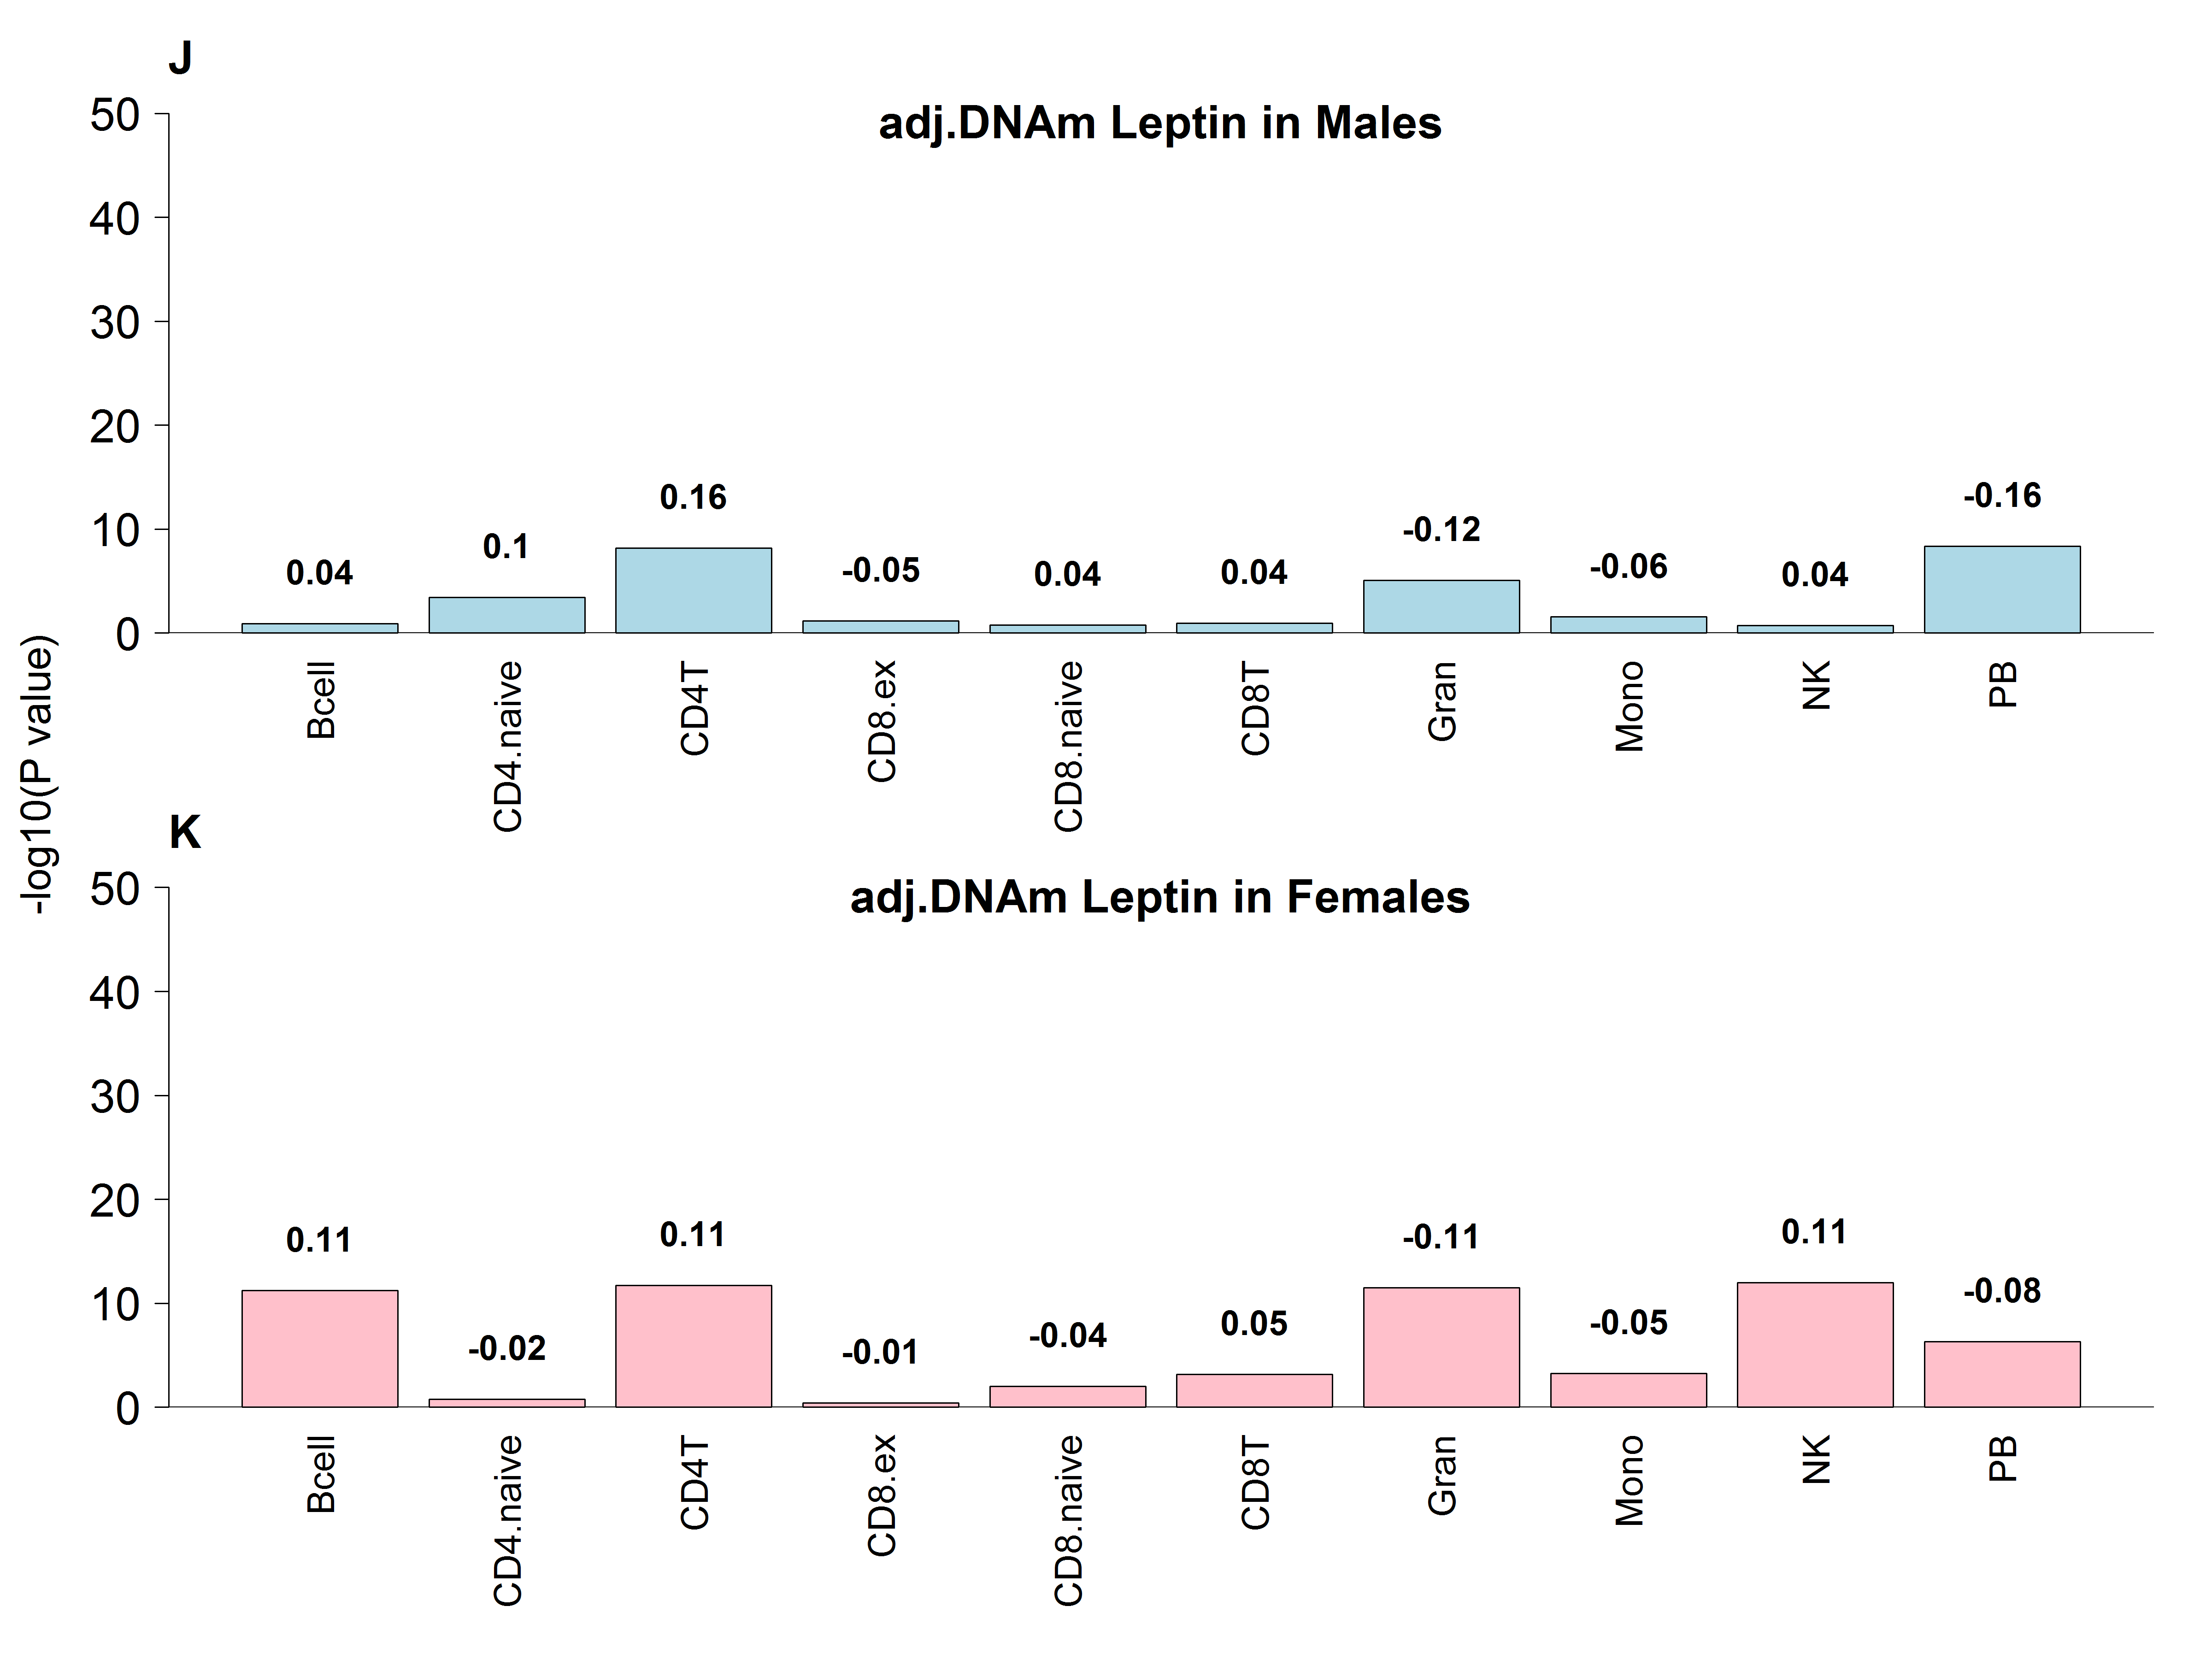 J
adj.DNAm Leptin in Males
50
40
30
20
10
0
0.04
0.1
0.16
-0.05
0.04
0.04
-0.12
-0.06
0.04
-0.16
Bcell
CD4.naive
CD4T
CD8.ex
CD8.naive
CD8T
Gran
Mono
NK
PB
-log10(P value)
K
adj.DNAm Leptin in Females
50
40
30
20
10
0
0.11
-0.02
0.11
-0.01
-0.04
0.05
-0.11
-0.05
0.11
-0.08
Bcell
CD4.naive
CD4T
CD8.ex
CD8.naive
CD8T
Gran
Mono
NK
PB